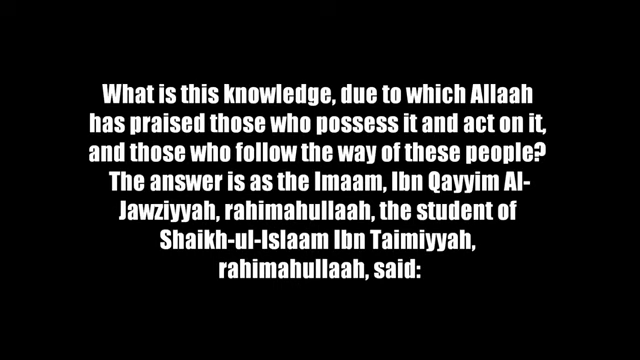 What is this knowledge, due to which Allaah
has praised those who possess it and act on it,
and those who follow the way of these people?
The answer is as the Imaam, Ibn Qayyim Al-
Jawziyyah, rahimahullaah, the student of
Shaikh-ul-Islaam Ibn Taimiyyah,
rahimahullaah, said: